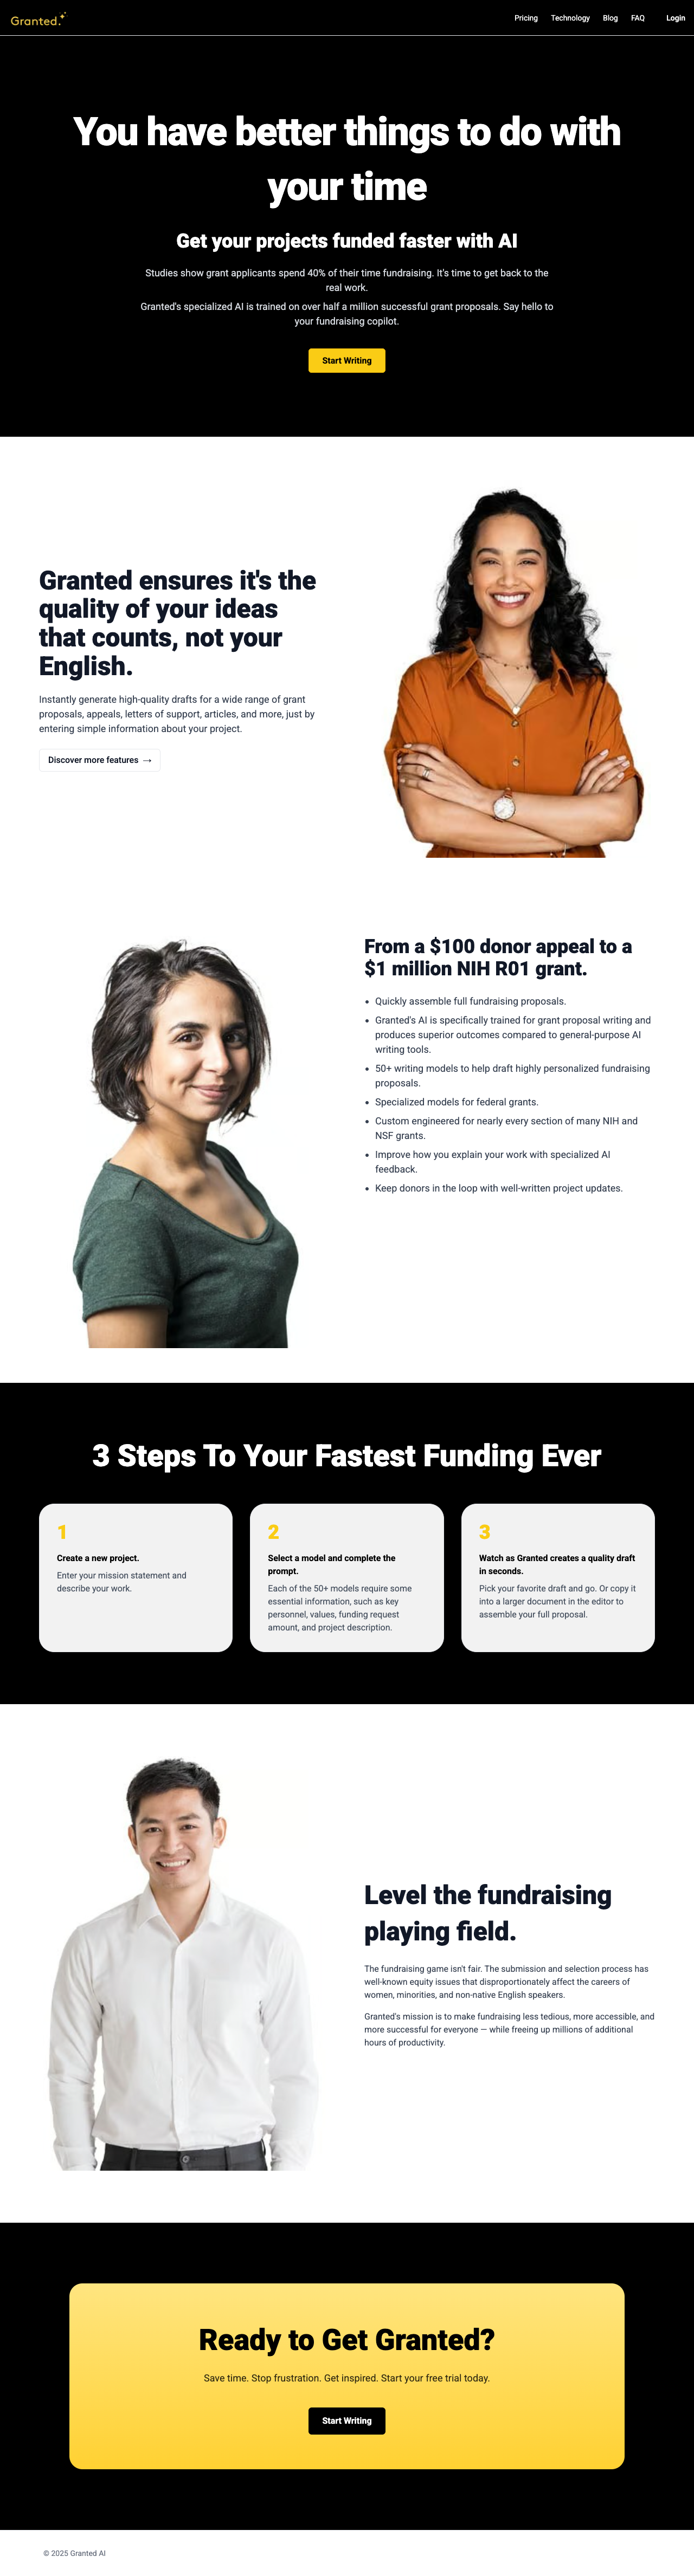 Granted.
Pricing Technology Blog FAQ Login
You have better things to do with
your time
Get your projects funded faster with AI
Studies show grant applicants spend 40% of their time fundraising. It's time to get back to the
real work.
Granted's specialized AI is trained on over half a million successful grant proposals. Say hello to
your fundraising copilot.
Start Writing
Granted ensures it's the
quality of your ideas
that counts, not your
English.
Instantly generate high-quality drafts for a wide range of grant
proposals, appeals, letters of support, articles, and more, just by
entering simple information about your project.
Discover more features →
From a $100 donor appeal to a
$1 million NIH R01 grant.
• Quickly assemble full fundraising proposals.
• Granted's AI is specifically trained for grant proposal writing and
produces superior outcomes compared to general-purpose AI
writing tools.
• 50+ writing models to help draft highly personalized fundraising
proposals.
• Specialized models for federal grants.
• Custom engineered for nearly every section of many NIH and
NSF grants.
• Improve how you explain your work with specialized AI
feedback.
• Keep donors in the loop with well-written project updates.
3 Steps To Your Fastest Funding Ever
1
Create a new project.
Enter your mission statement and
describe your work.
2
Select a model and complete the
prompt.
Each of the 50+ models require some
essential information, such as key
personnel, values, funding request
amount, and project description.
3
Watch as Granted creates a quality draft
in seconds.
Pick your favorite draft and go. Or copy it
into a larger document in the editor to
assemble your full proposal.
Level the fundraising
playing field.
The fundraising game isn't fair. The submission and selection process has
well-known equity issues that disproportionately affect the careers of
women, minorities, and non-native English speakers.
Granted's mission is to make fundraising less tedious, more accessible, and
more successful for everyone — while freeing up millions of additional
hours of productivity.
Ready to Get Granted?
Save time. Stop frustration. Get inspired. Start your free trial today.
Start Writing
© 2025 Granted AI